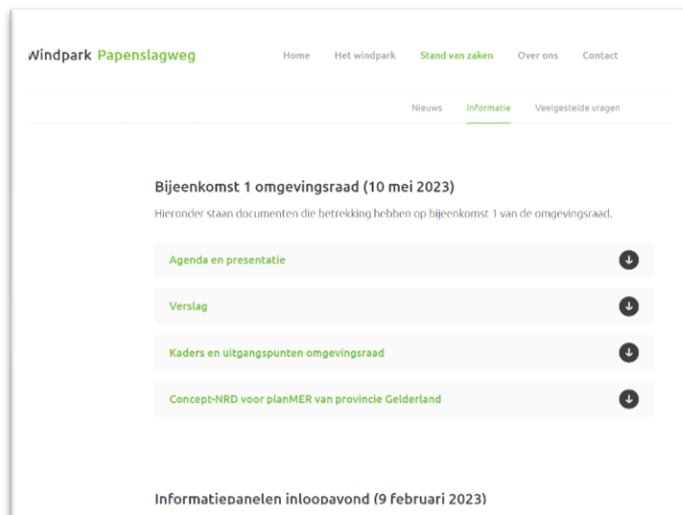 Windpark Papenslagweg
Home Het windpark Stand van zaken Over ons Contact
Nieuws Informatie Veelgestelde vragen
Bijeenkomst 1 omgevingsraad (10 mei 2023)
Hieronder staan documenten die betrekking hebben op bijeenkomst 1 van de omgevingsraad.
Agenda en presentatie
Verslag
Kaders en uitgangspunten omgevingsraad
Concept-NRD voor planMER van provincie Gelderland
Informatiepanelen inloopavond (9 februari 2023)